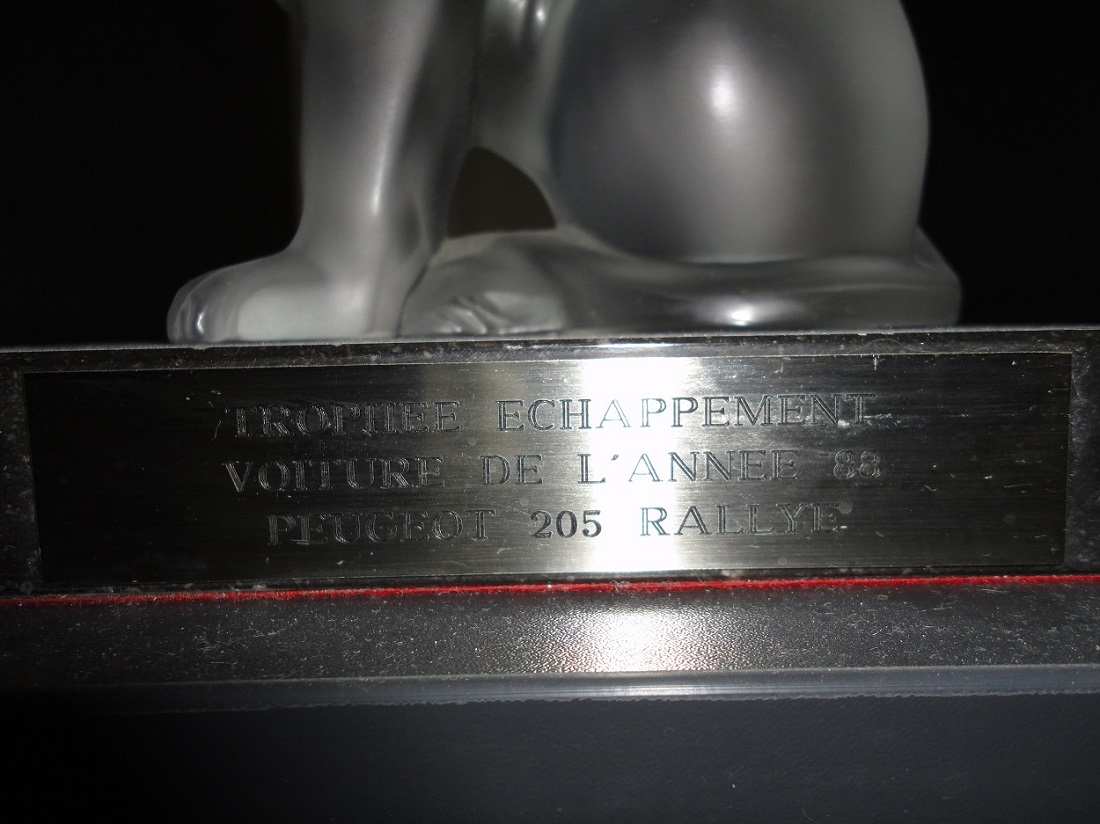 TROPHEE ECHAPPEMENT
VOITURE DE L'ANNEE 88
PEUGEOT 205 RALLYE